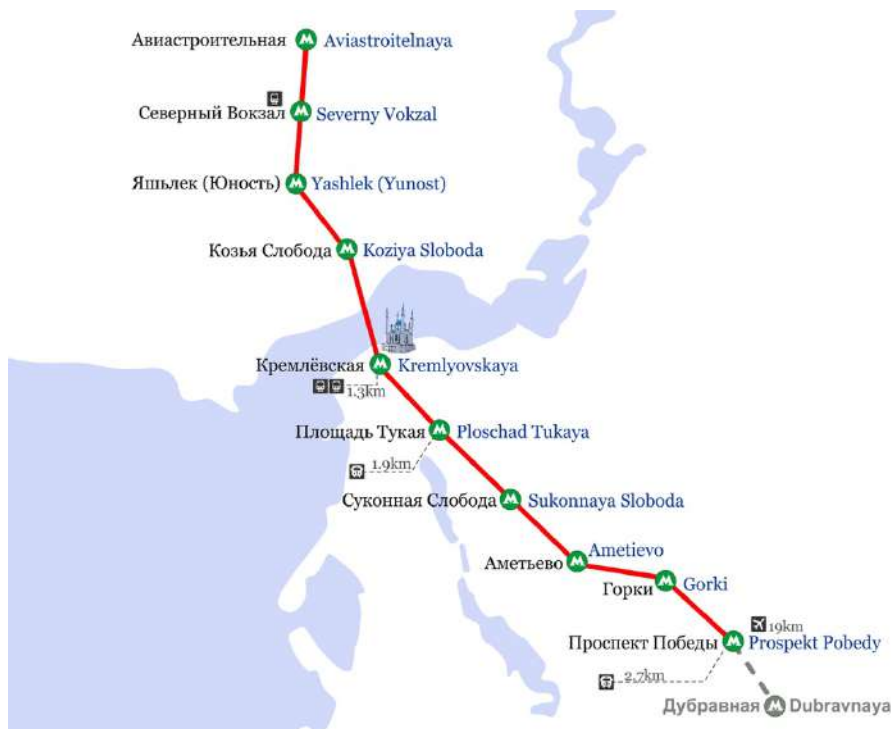 Авиастроительная M Aviastroitelnaya
Северный Вокзал M Severny Vokzal
Яшьлек (Юность) M Yashlek (Yunost)
Козья Слобода M Koziya Sloboda
Кремлёвская M Kremlyovskaya
1.3km
Площадь Тукая M Ploschad Tukaya
1.9km
Суконная Слобода M Sukonnaya Sloboda
Аметьево M Ametievo
Горки M Gorki
19km
Проспект Победы M Prospekt Pobedy
2.7km
Дубравная M Dubravnaya